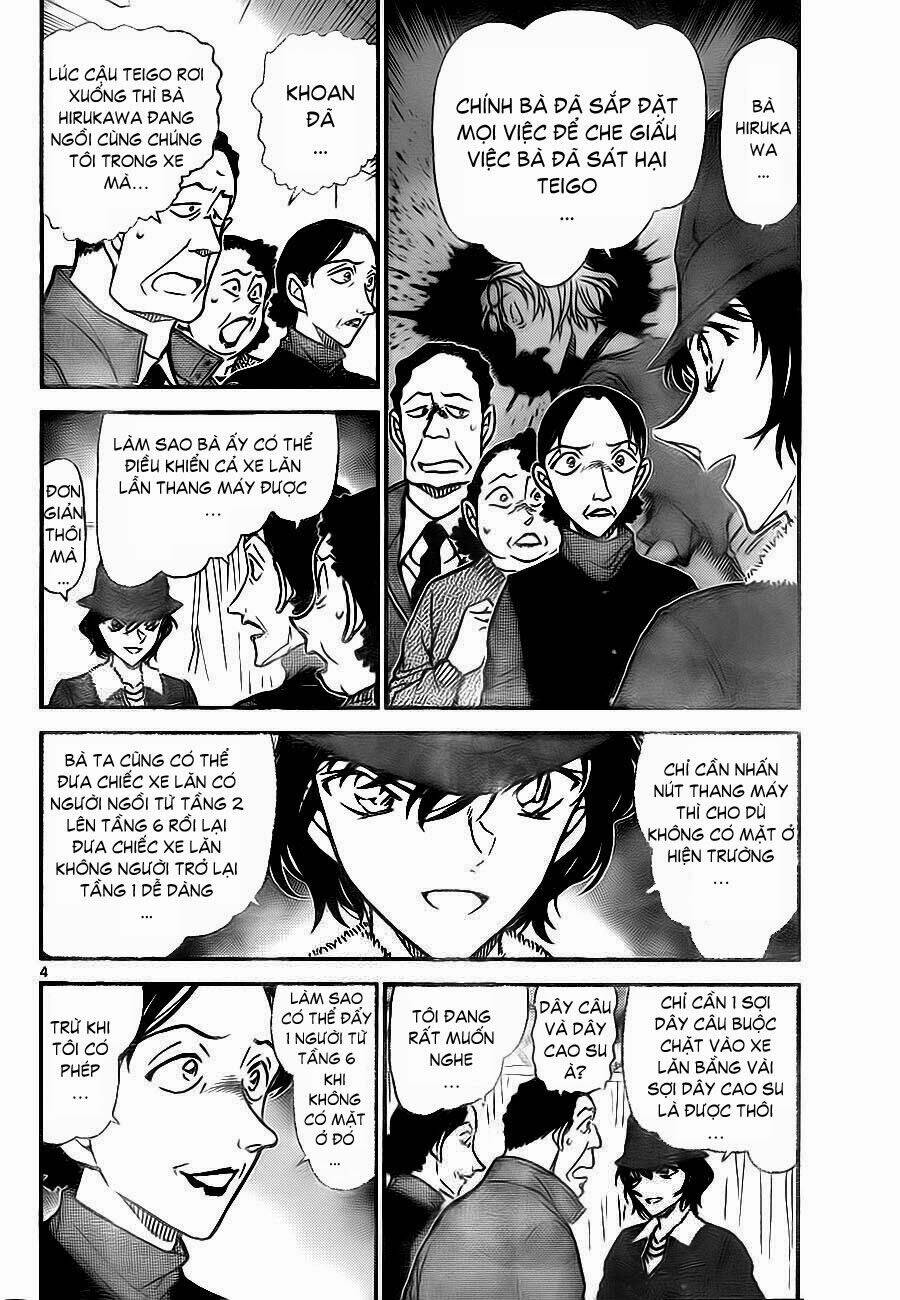 BÀ
HIRUKA
WA
...
CHÍNH BÀ ĐÃ SẮP ĐẶT
MỌI VIỆC ĐỂ CHE GIẤU
VIỆC BÀ ĐÃ SÁT HẠI
TEIGO
...
KHOAN
ĐÃ
...
LÚC CẬU TEIGO RƠI
XUỐNG THÌ BÀ
HIRUKAWA ĐANG
NGỒI CÙNG CHÚNG
TÔI TRONG XE
MÀ...
LÀM SAO BÀ ẤY CÓ THỂ
ĐIỀU KHIỂN CẢ XE LĂN
LẪN THANG MÁY ĐƯỢC
...
ĐƠN
GIẢN
THÔI
MÀ
...
CHỈ CẦN NHẤN
NÚT THANG MÁY
THÌ CHO DÙ
KHÔNG CÓ MẶT Ở
HIỆN TRƯỜNG
...
BÀ TA CŨNG CÓ THỂ
ĐƯA CHIẾC XE LĂN CÓ
NGƯỜI NGỒI TỪ TẦNG 2
LÊN TẦNG 6 RỒI LẠI
ĐƯA CHIẾC XE LĂN
KHÔNG NGƯỜI TRỞ LẠI
TẦNG 1 DỄ DÀNG
...
4
CHỈ CẦN 1 SỢI
DÂY CÂU BUỘC
CHẶT VÀO XE
LĂN BẰNG VÀI
SỢI DÂY CAO SU
LÀ ĐƯỢC THÔI
...
DÂY CÂU
VÀ DÂY
CAO SU
À?
TÔI ĐANG
RẤT MUỐN
NGHE
...
LÀM SAO
CÓ THỂ ĐẨY
1 NGƯỜI TỪ
TẦNG 6
KHI
KHÔNG
CÓ MẶT
Ở ĐÓ
...
TRỪ KHI
TÔI CÓ
PHÉP
...